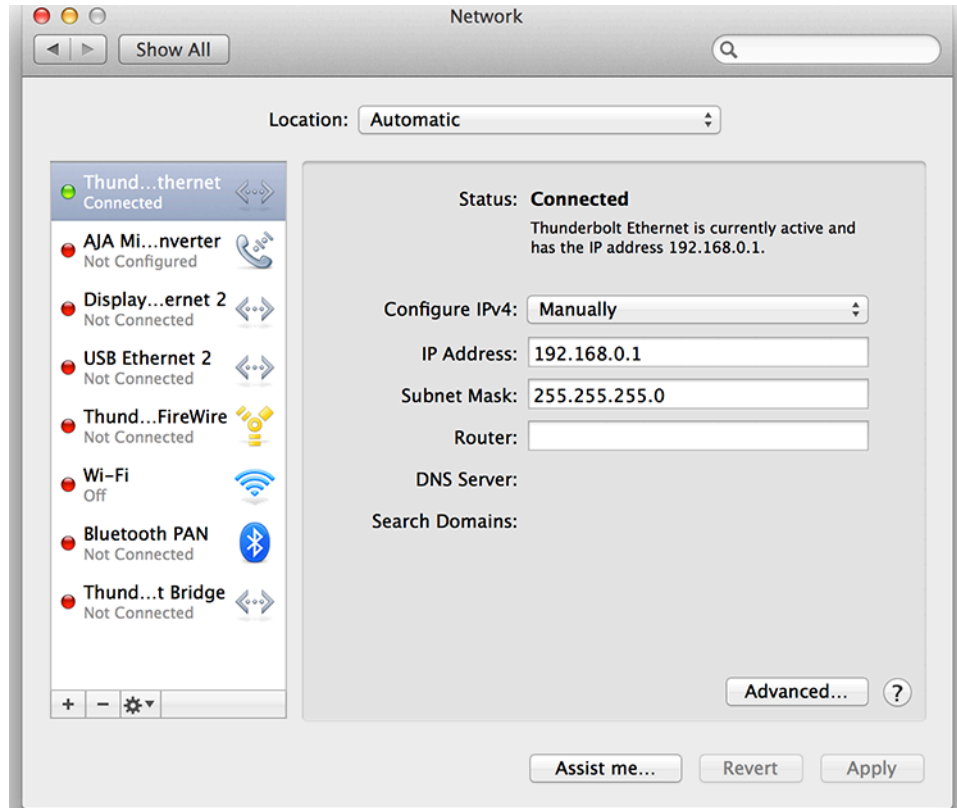 Network
Show All
Location: Automatic
Thund...thernet
Connected
AJA Mi...nverter
Not Configured
Display...ernet 2
Not Connected
USB Ethernet 2
Not Connected
Thund...FireWire
Not Connected
Wi-Fi
Off
Bluetooth PAN
Not Connected
Thund...t Bridge
Not Connected
+ −
Status: Connected
Thunderbolt Ethernet is currently active and
has the IP address 192.168.0.1.
Configure IPv4: Manually
IP Address: 192.168.0.1
Subnet Mask: 255.255.255.0
Router:
DNS Server:
Search Domains:
Advanced... ?
Assist me... Revert Apply